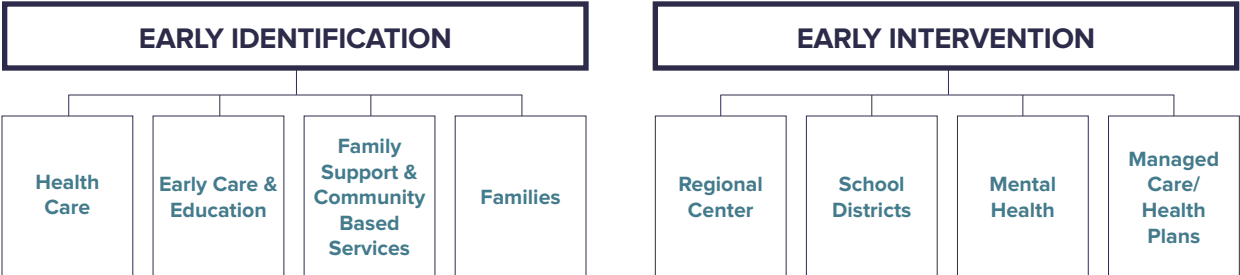 EARLY IDENTIFICATION
EARLY INTERVENTION
Health
Care
Early Care &
Education
Family
Support &
Community
Based
Services
Families
Regional
Center
School
Districts
Mental
Health
Managed
Care/
Health
Plans